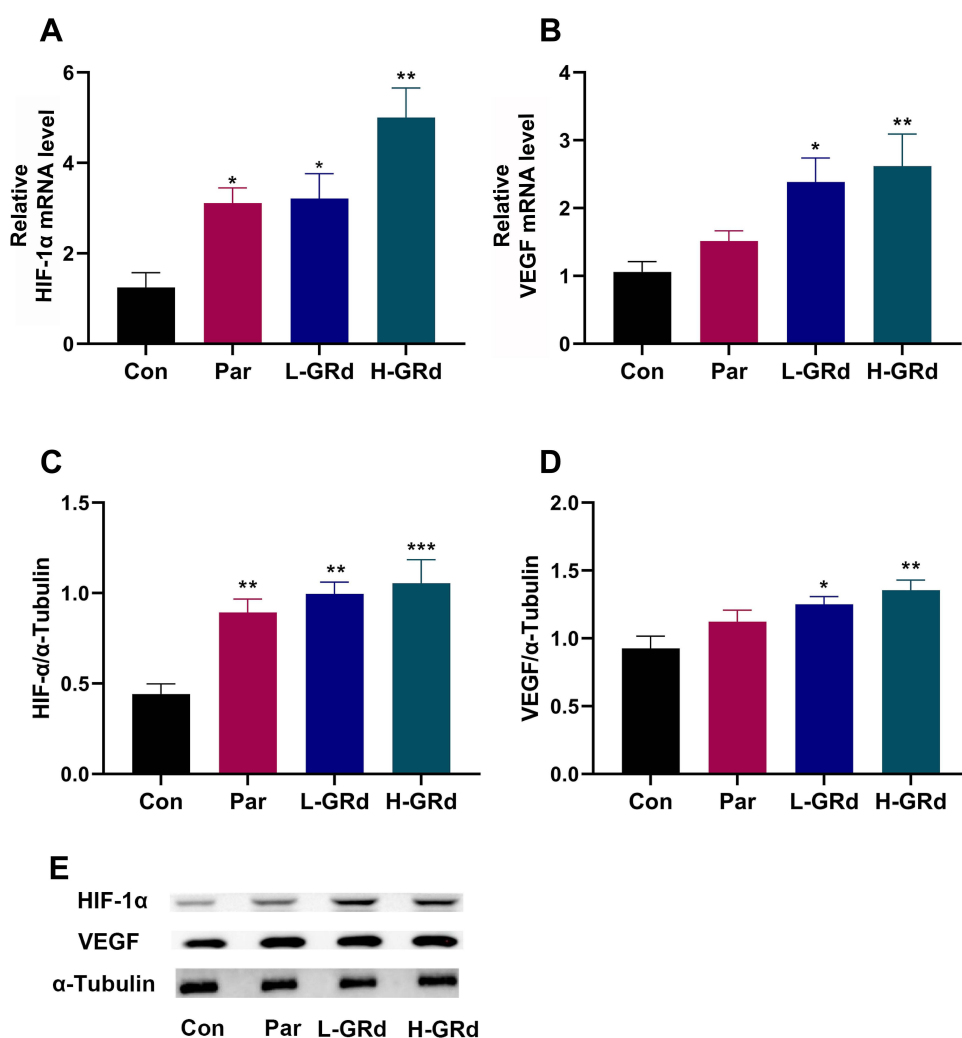 A
Relative
HIF-1α mRNA level
6
4
2
0
*
*
**
Con Par L-GRd H-GRd
B
Relative
VEGF mRNA level
4
3
2
1
0
*
**
Con Par L-GRd H-GRd
C
HIF-α/α-Tubulin
1.5
1.0
0.5
0.0
**
**
***
Con Par L-GRd H-GRd
D
VEGF/α-Tubulin
2.0
1.5
1.0
0.5
0.0
*
**
Con Par L-GRd H-GRd
E
HIF-1α
VEGF
α-Tubulin
Con Par L-GRd H-GRd